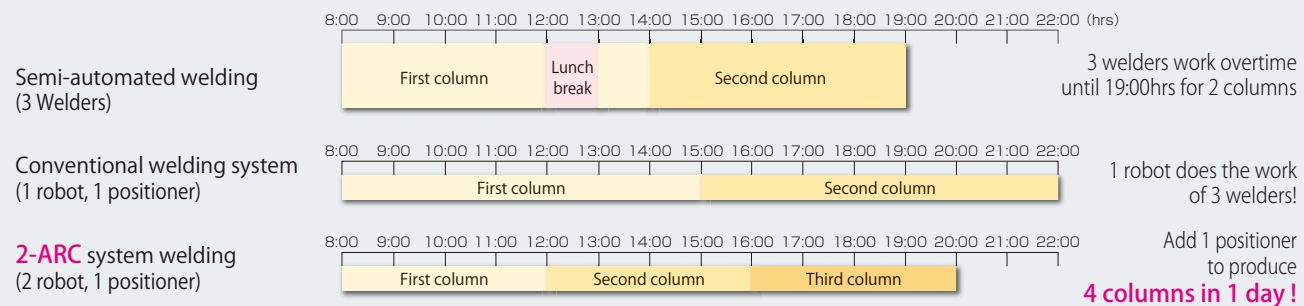 8:00 9:00 10:00 11:00 12:00 13:00 14:00 15:00 16:00 17:00 18:00 19:00 20:00 21:00 22:00 (hrs)
Semi-automated welding
(3 Welders)
First column
Lunch
break
Second column
3 welders work overtime
until 19:00hrs for 2 columns
8:00 9:00 10:00 11:00 12:00 13:00 14:00 15:00 16:00 17:00 18:00 19:00 20:00 21:00 22:00
Conventional welding system
(1 robot, 1 positioner)
First column
Second column
1 robot does the work
of 3 welders!
8:00 9:00 10:00 11:00 12:00 13:00 14:00 15:00 16:00 17:00 18:00 19:00 20:00 21:00 22:00
2-ARC system welding
(2 robot, 1 positioner)
First column
Second column
Third column
Add 1 positioner
to produce
4 columns in 1 day !